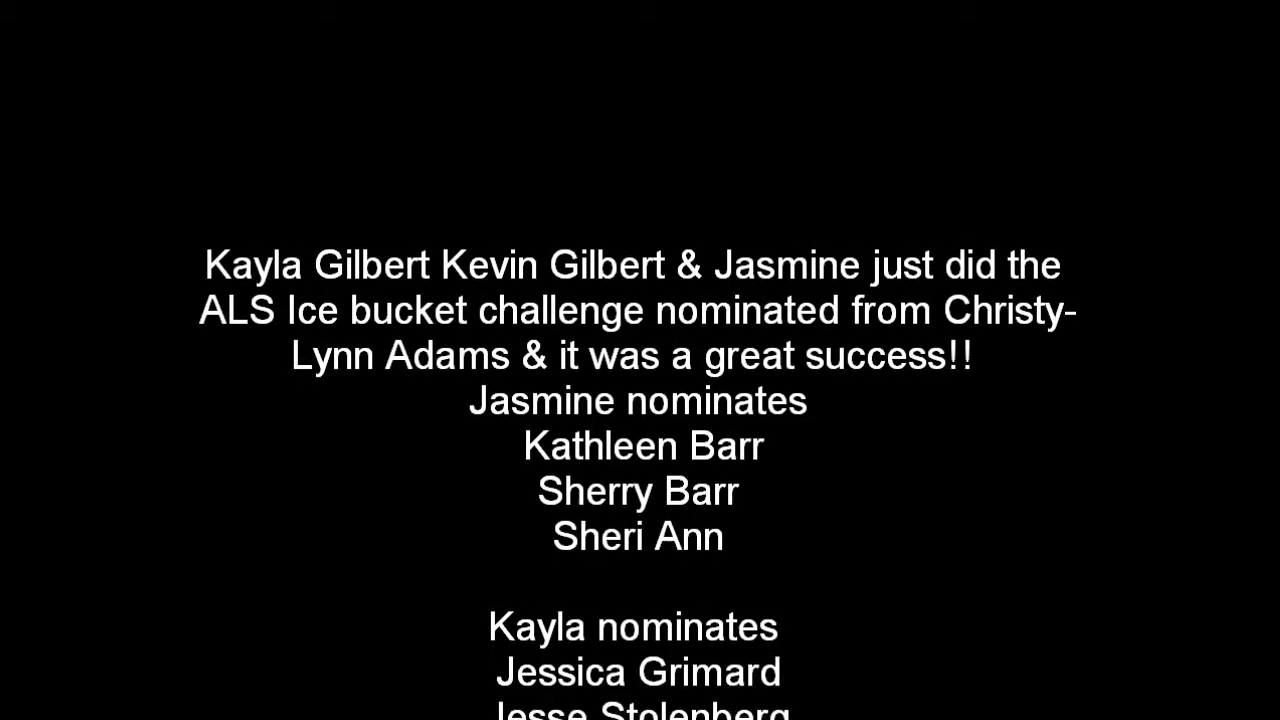 Kayla Gilbert Kevin Gilbert & Jasmine just did the
ALS Ice bucket challenge nominated from Christy-
Lynn Adams & it was a great success!!
Jasmine nominates
Kathleen Barr
Sherry Barr
Sheri Ann
Kayla nominates
Jessica Grimard
Jesse Stolenberg